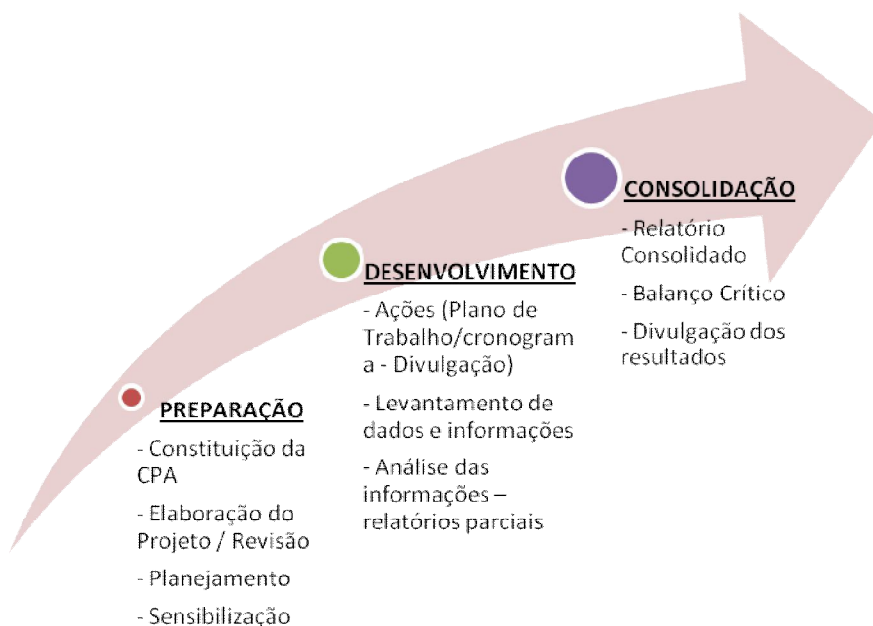 PREPARAÇÃO
- Constituição da
CPA
- Elaboração do
Projeto / Revisão
- Planejamento
- Sensibilização
DESENVOLVIMENTO
- Ações (Plano de
Trabalho/cronogram
a - Divulgação)
- Levantamento de
dados e informações
- Análise das
informações –
relatórios parciais
CONSOLIDAÇÃO
- Relatório
Consolidado
- Balanço Crítico
- Divulgação dos
resultados